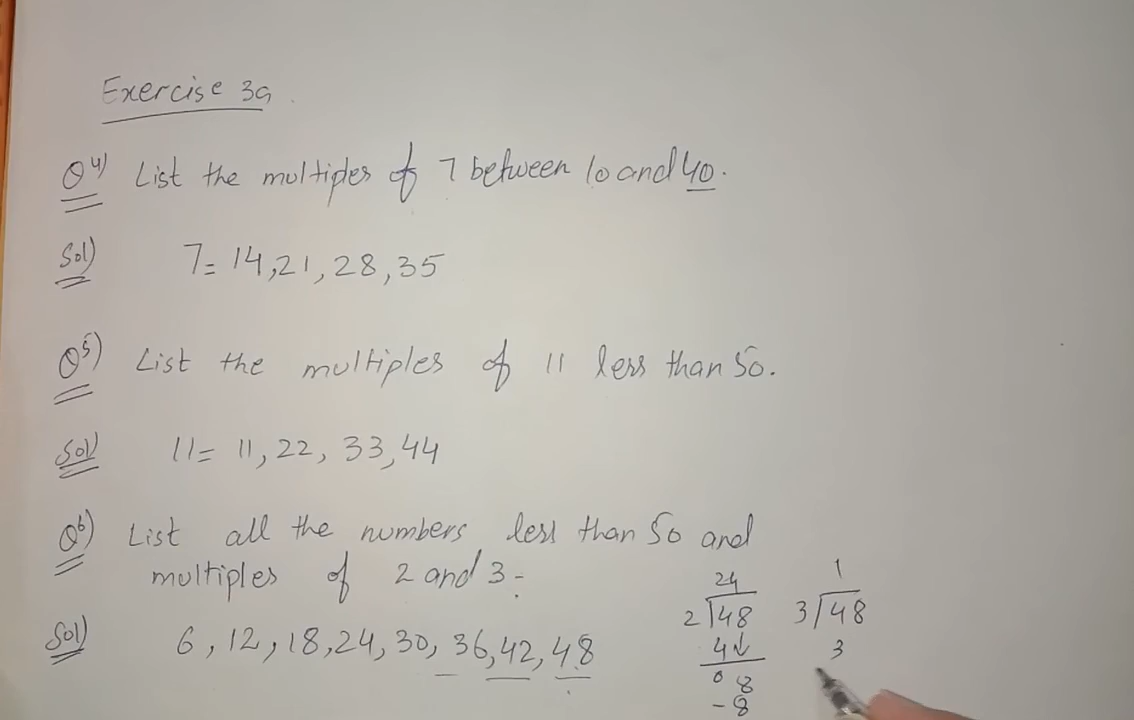 Exercise 3a
Q4) List the multiples of 7 between 10 and 40.
Sol) 7= 14,21,28,35
Q5) List the multiples of 11 less than 50.
Sol) 11= 11,22,33,44
Q6) List all the numbers less than 50 and
multiples of 2 and 3.
Sol) 6,12,18,24,30,36,42,48
24
2)48
4↓
08
-8
1
3)48
3